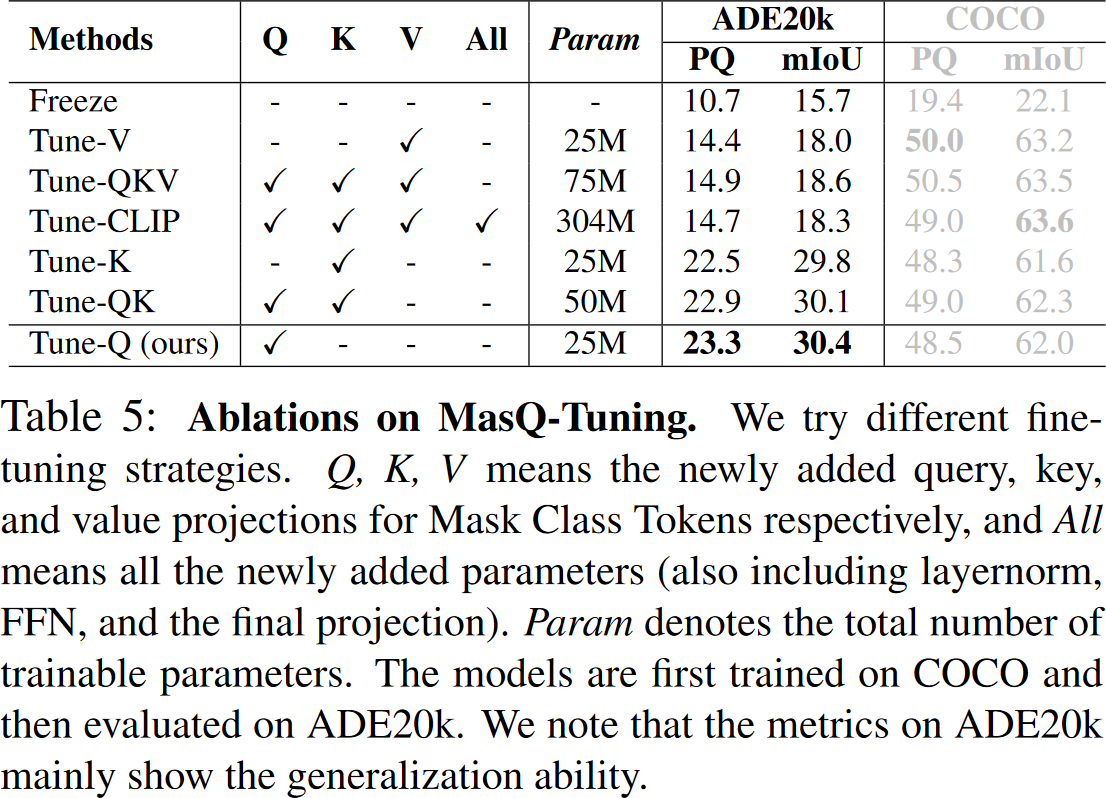 Methods Q K V All Param ADE20k COCO
PQ mIoU PQ mIoU
Freeze - - - - - 10.7 15.7 19.4 22.1
Tune-V - - ✓ - 25M 14.4 18.0 50.0 63.2
Tune-QKV ✓ ✓ ✓ - 75M 14.9 18.6 50.5 63.5
Tune-CLIP ✓ ✓ ✓ ✓ 304M 14.7 18.3 49.0 63.6
Tune-K - ✓ - - 25M 22.5 29.8 48.3 61.6
Tune-QK ✓ ✓ - - 50M 22.9 30.1 49.0 62.3
Tune-Q (ours) ✓ - - - 25M 23.3 30.4 48.5 62.0
Table 5: Ablations on MasQ-Tuning. We try different fine-
tuning strategies. Q, K, V means the newly added query, key,
and value projections for Mask Class Tokens respectively, and All
means all the newly added parameters (also including layernorm,
FFN, and the final projection). Param denotes the total number of
trainable parameters. The models are first trained on COCO and
then evaluated on ADE20k. We note that the metrics on ADE20k
mainly show the generalization ability.